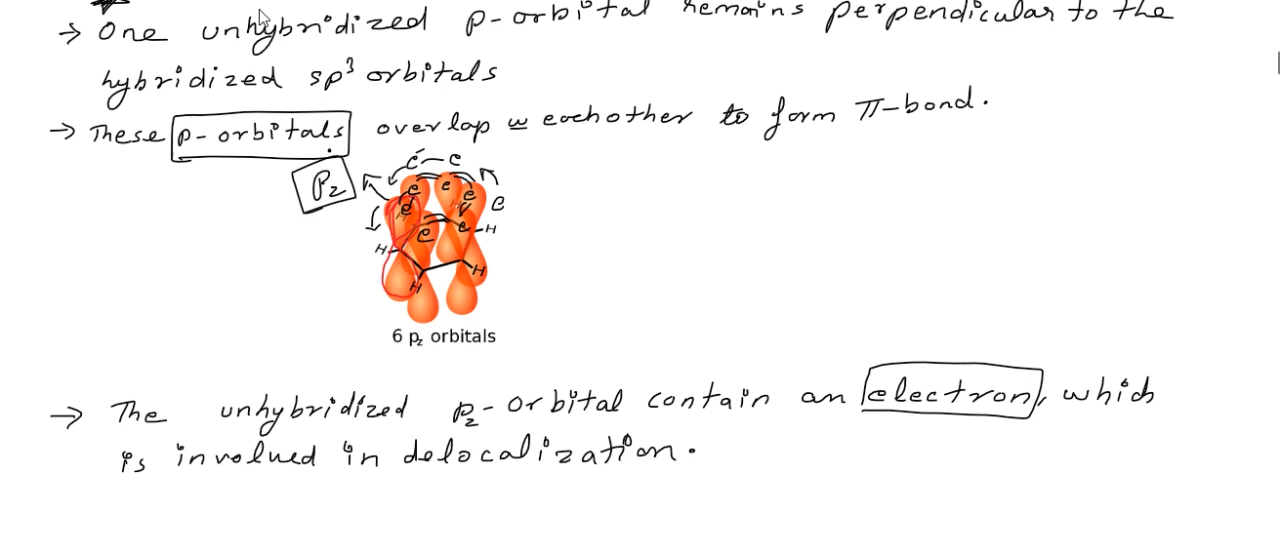 → One unhybridized p-orbital remains perpendicular to the
hybridized sp³ orbitals
→ These p-orbitals overlap w eachother to form π-bond.
Pz
e — e
e e e e
e e e
H H H H
6 pz orbitals
→ The unhybridized pz-orbital contain an electron, which
is involved in delocalization.